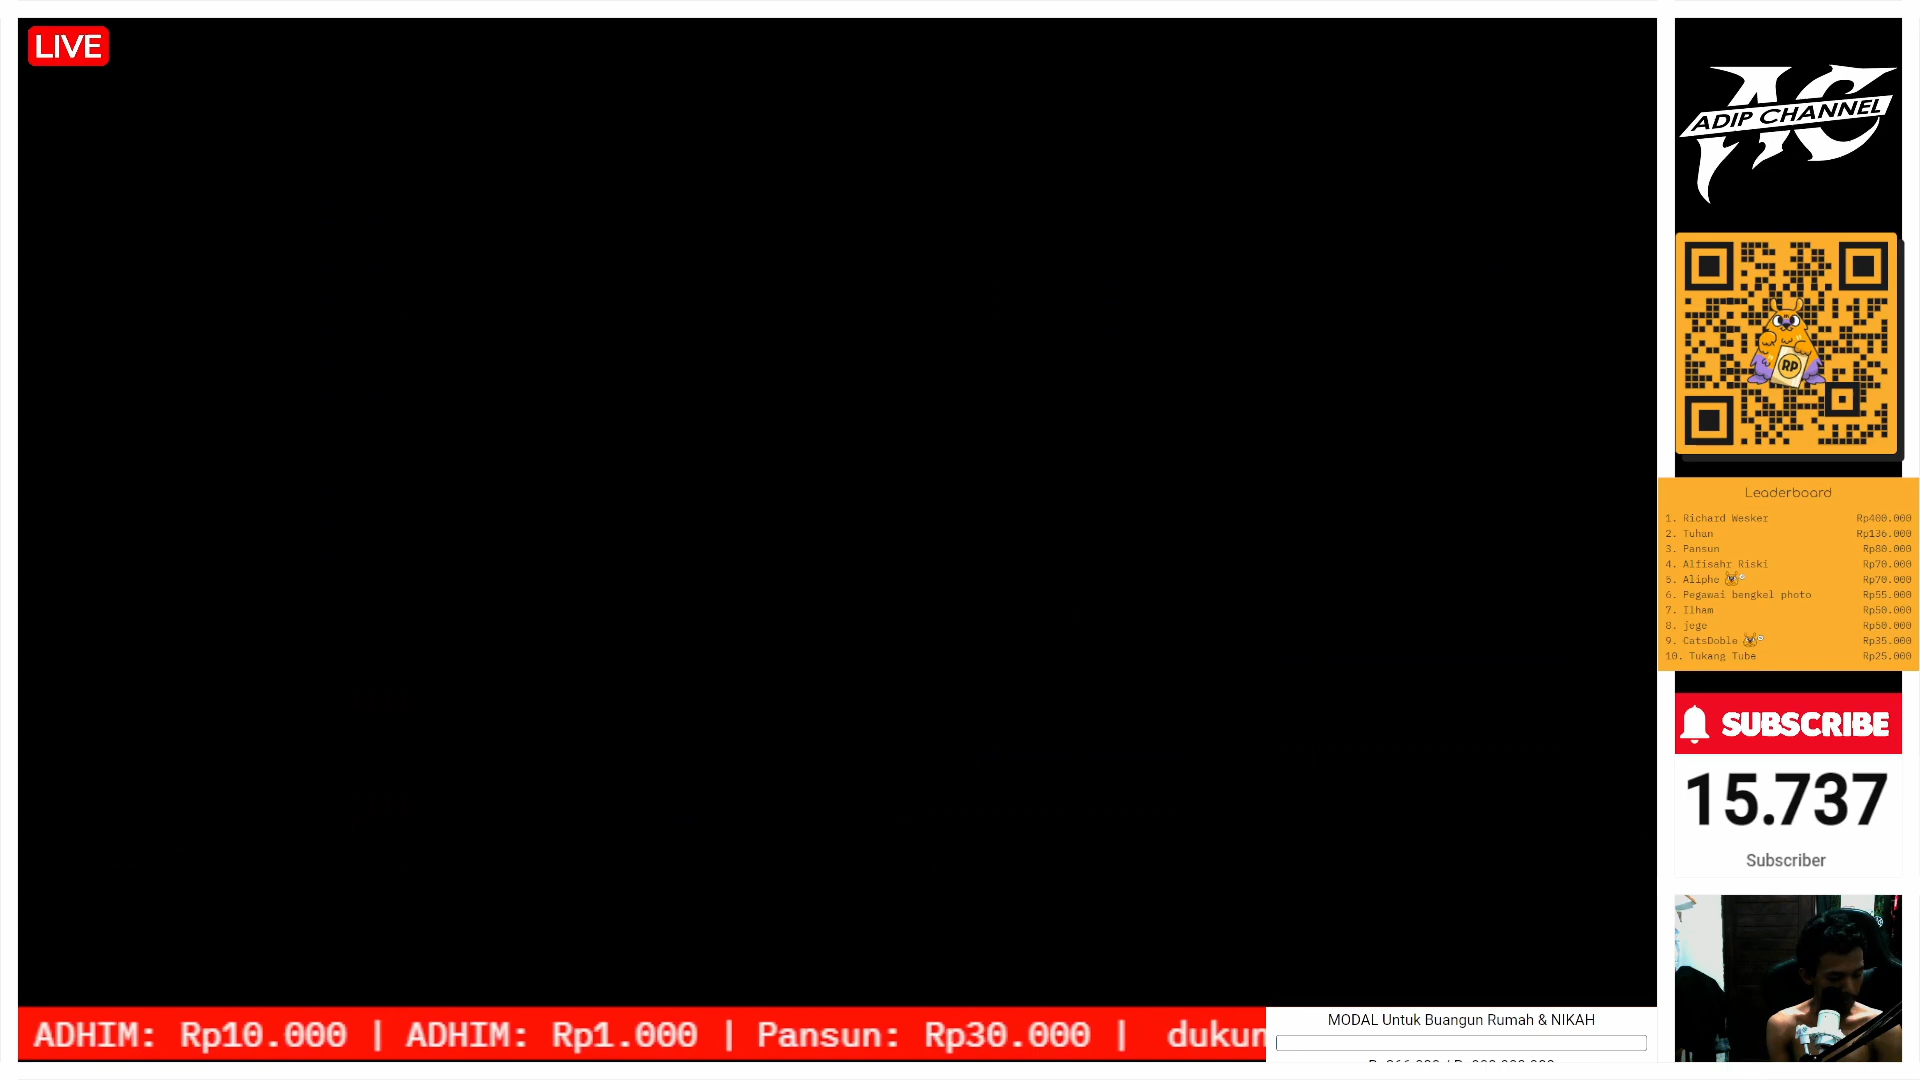 LIVE
ADIP CHANNEL
RP
Leaderboard
1. Richard Wesker Rp400.000
2. Tuhan Rp136.000
3. Pansun Rp80.000
4. Alfisahr Riski Rp70.000
5. Aliphe Rp70.000
6. Pegawai bengkel photo Rp55.000
7. Ilham Rp50.000
8. jege Rp50.000
9. CatsDoble Rp35.000
10. Tukang Tube Rp25.000
SUBSCRIBE
15.737
Subscriber
ADHIM: Rp10.000 | ADHIM: Rp1.000 | Pansun: Rp30.000 | dukun
MODAL Untuk Buangun Rumah & NIKAH